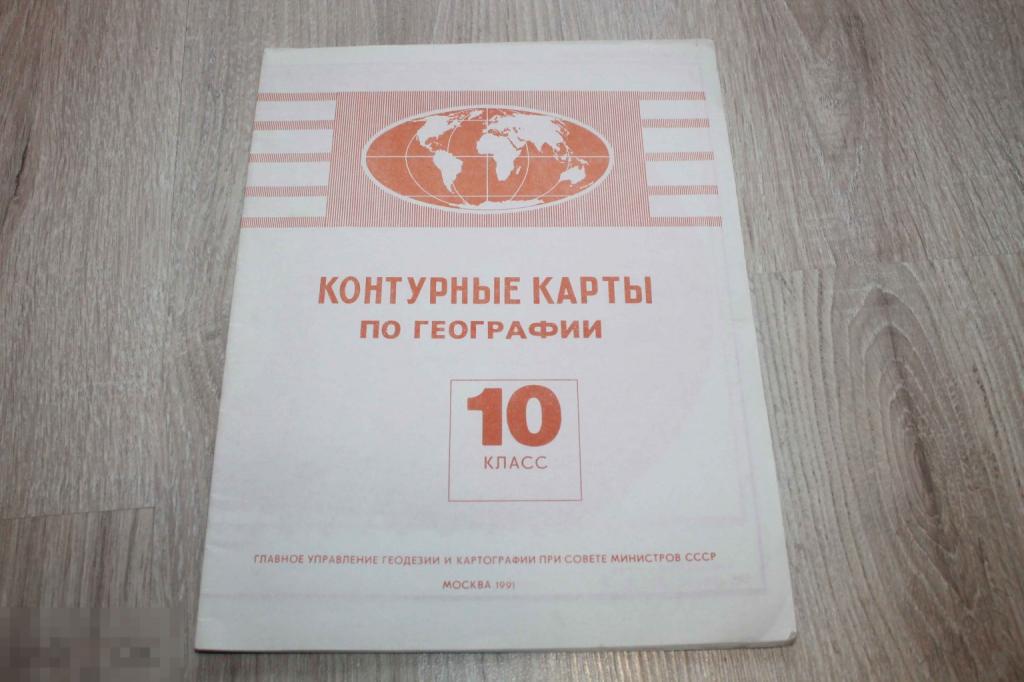 КОНТУРНЫЕ КАРТЫ
ПО ГЕОГРАФИИ
10
КЛАСС
ГЛАВНОЕ УПРАВЛЕНИЕ ГЕОДЕЗИИ И КАРТОГРАФИИ ПРИ СОВЕТЕ МИНИСТРОВ СССР
МОСКВА 1991